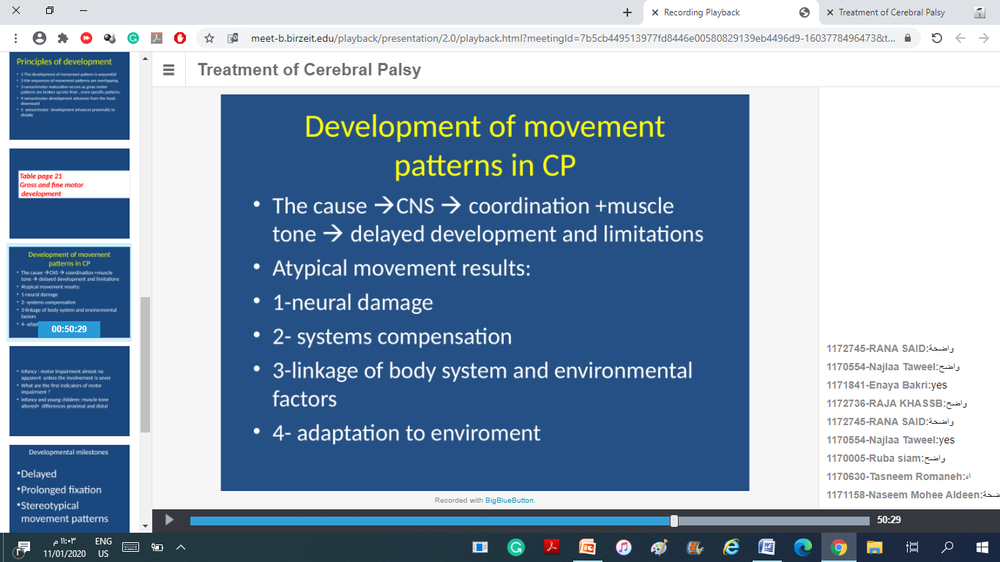 Recording Playback
Treatment of Cerebral Palsy
meet-b.birzeit.edu/playback/presentation/2.0/playback.html?meetingId=7b5cb449513977fd8446e00580829139eb4496d9-1603778496473&t...
Principles of development
• 1-The development of movement pattern is sequential
• 2-the sequences of movement patterns are overlapping
• 3-sensorimotor maturation occurs as gross motor
patterns are broken up into finer , more specific patterns.
• 4-sensorimotor development advances from the head
downward
• 5- sensorimotor development advances proximally to
distally
Table page 21
Gross and fine motor
development
Development of movement
patterns in CP
• The cause →CNS → coordination +muscle
tone → delayed development and limitations
• Atypical movement results:
• 1-neural damage
• 2- systems compensation
• 3-linkage of body system and environmental
factors
• 4- adapt
00:50:29
• Infancy : motor impairment almost no
apparent unless the involvement is sever
• What are the first indicators of motor
impairment ?
• Infancy and young children: muscle tone
altered+ differences proximal and distal
Developmental milestones
•Delayed
•Prolonged fixation
•Stereotypical
movement patterns
Treatment of Cerebral Palsy
Development of movement
patterns in CP
• The cause →CNS → coordination +muscle
tone → delayed development and limitations
• Atypical movement results:
• 1-neural damage
• 2- systems compensation
• 3-linkage of body system and environmental
factors
• 4- adaptation to enviroment
Recorded with BigBlueButton.
1172745-RANA SAID:واضحة
1170554-Najlaa Taweel:واضح
1171841-Enaya Bakri:yes
1172736-RAJA KHASSB:واضح
1172745-RANA SAID:واضحة
1170554-Najlaa Taweel:yes
1170005-Ruba siam:واضح
1170630-Tasneem Romaneh:اه
1171158-Naseem Mohee Aldeen:
50:29
١١:٠٣ م
11/01/2020
ENG
US